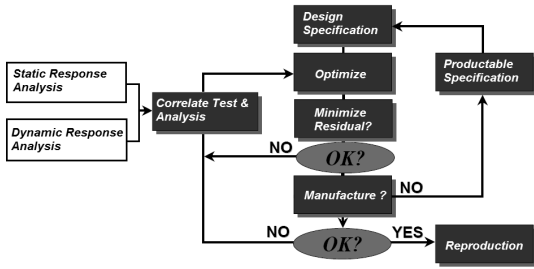 Design
Specification
Static Response
Analysis
Optimize
Productable
Specification
Correlate Test &
Analysis
Minimize
Residual?
Dynamic Response
Analysis
NO
OK?
Manufacture ?
NO
NO
OK?
YES
Reproduction